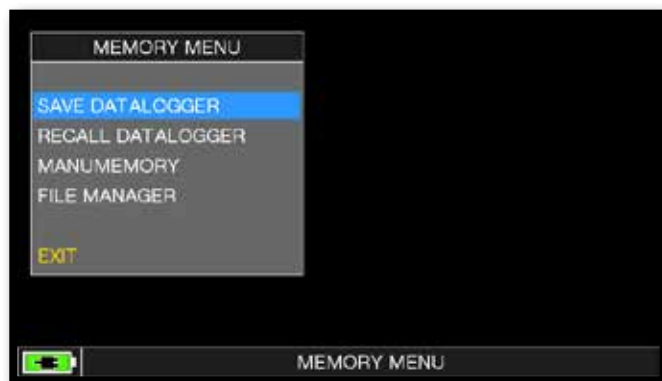 MEMORY MENU
SAVE DATALOGGER
RECALL DATALOGGER
MANUMEMORY
FILE MANAGER
EXIT
MEMORY MENU